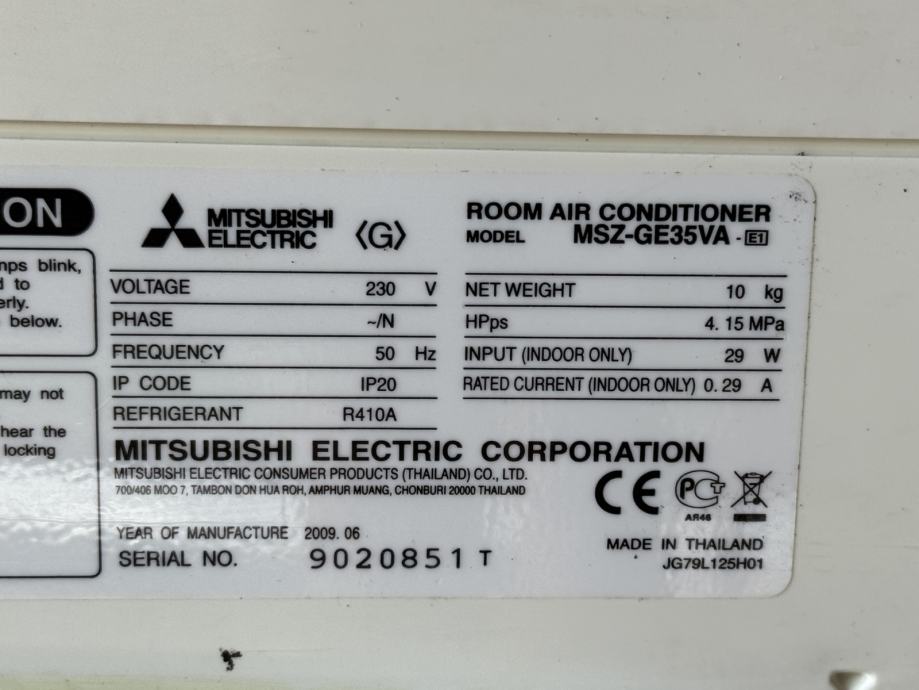 ON
nps blink,
d to
erly.
below.
may not
hear the
locking
MITSUBISHI
ELECTRIC
〈G〉
ROOM AIR CONDITIONER
MODEL MSZ-GE35VA - E1
VOLTAGE 230 V
PHASE ~/N
FREQUENCY 50 Hz
IP CODE IP20
REFRIGERANT R410A
NET WEIGHT 10 kg
HPps 4. 15 MPa
INPUT (INDOOR ONLY) 29 W
RATED CURRENT (INDOOR ONLY) 0. 29 A
MITSUBISHI ELECTRIC CORPORATION
MITSUBISHI ELECTRIC CONSUMER PRODUCTS (THAILAND) CO., LTD.
700/406 MOO 7, TAMBON DON HUA ROH, AMPHUR MUANG, CHONBURI 20000 THAILAND
CE
PCT
AR46
YEAR OF MANUFACTURE 2009. 06
SERIAL NO. 9020851 T
MADE IN THAILAND
JG79L125H01